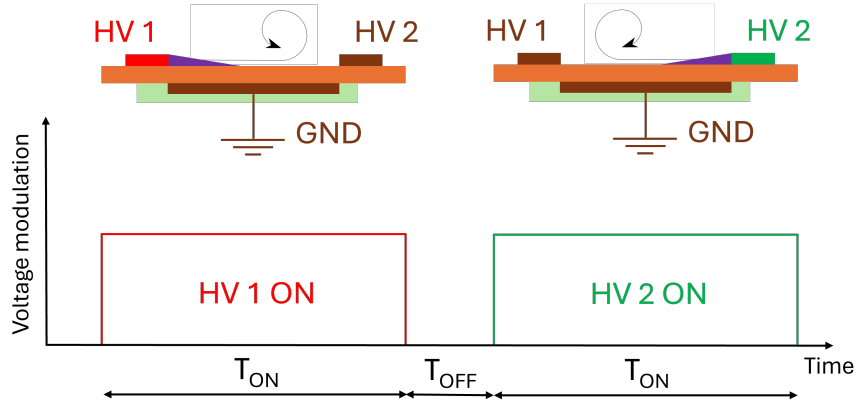 HV 1
HV 2
HV 1
HV 2
GND
GND
Voltage modulation
HV 1 ON
HV 2 ON
Time
TON
TOFF
TON